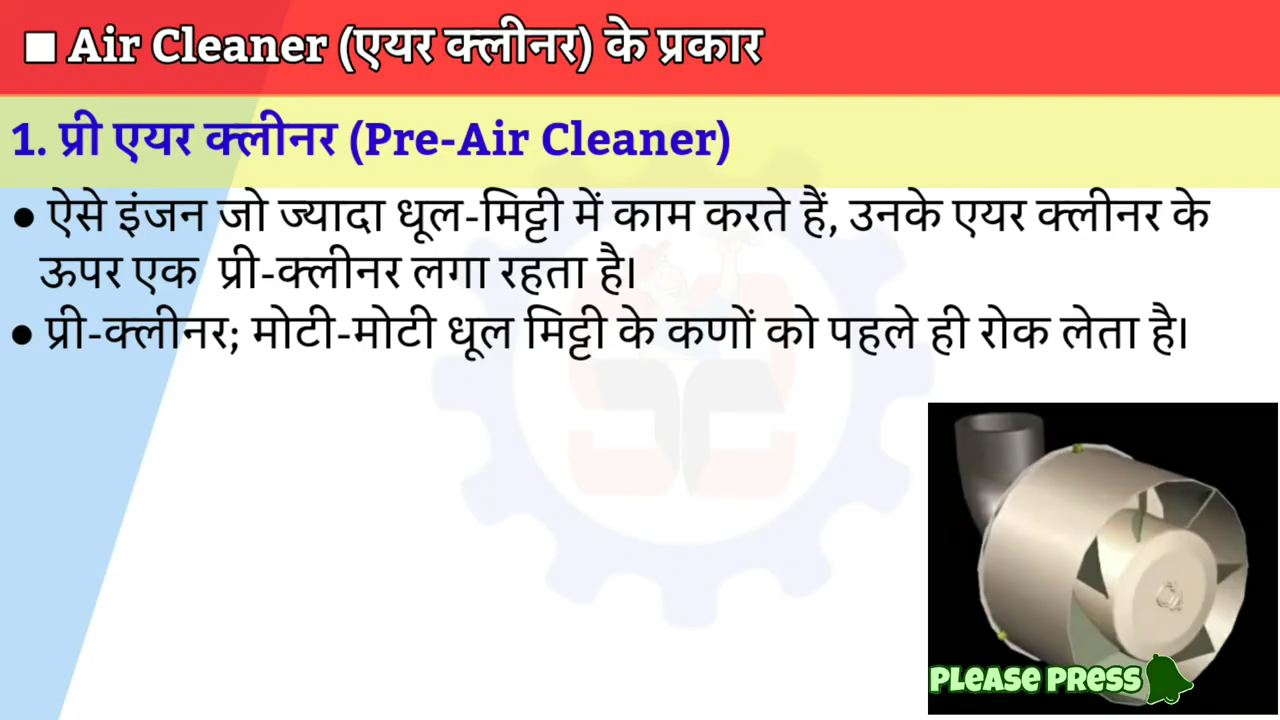 ■ Air Cleaner (एयर क्लीनर) के प्रकार
1. प्री एयर क्लीनर (Pre-Air Cleaner)
● ऐसे इंजन जो ज्यादा धूल-मिट्टी में काम करते हैं, उनके एयर क्लीनर के
ऊपर एक प्री-क्लीनर लगा रहता है।
● प्री-क्लीनर; मोटी-मोटी धूल मिट्टी के कणों को पहले ही रोक लेता है।
PLEASE PRESS